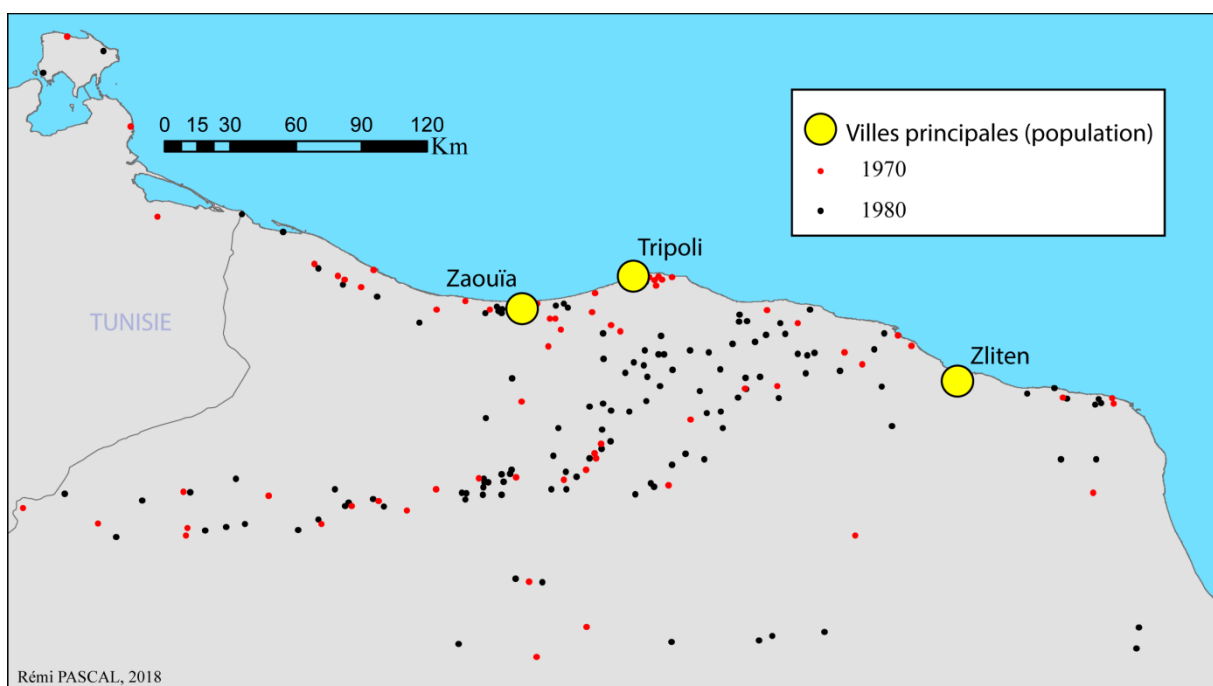 0 15 30 60 90 120
Km
Villes principales (population)
1970
1980
Tripoli
Zaouïa
TUNISIE
Zliten
Rémi PASCAL, 2018